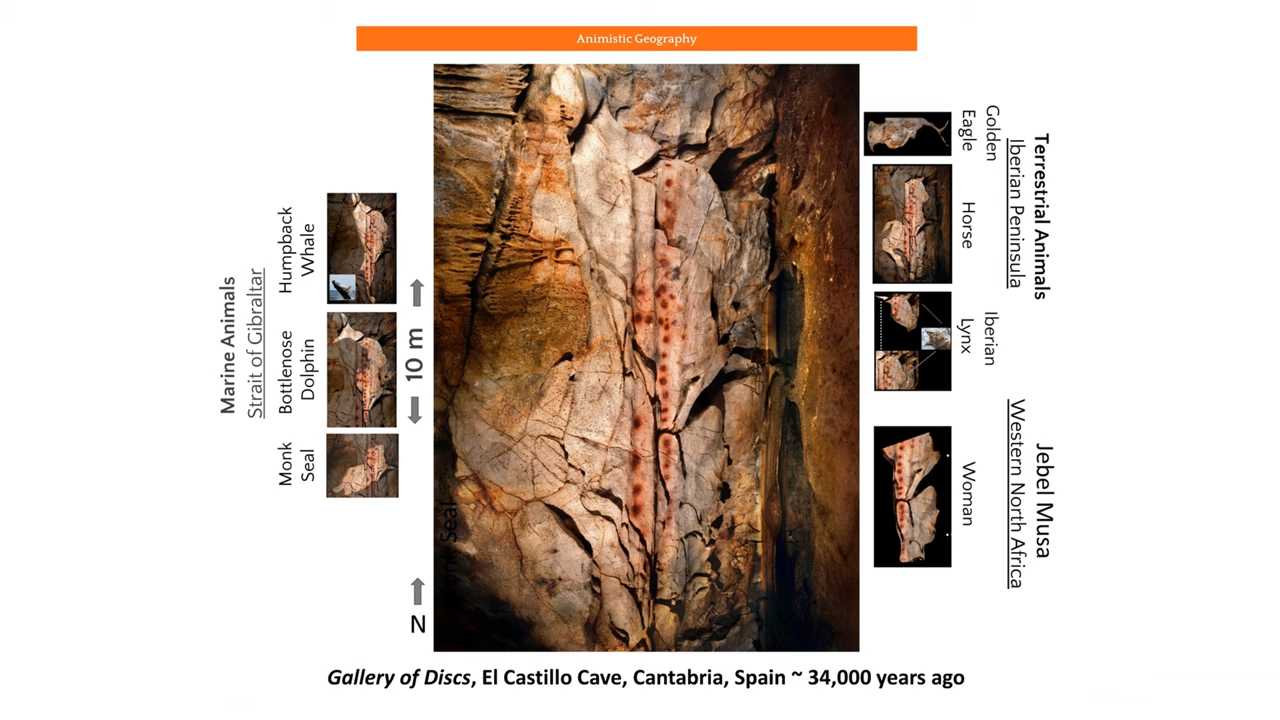 Animistic Geography
Marine Animals
Strait of Gibraltar
Humpback
Whale
Bottlenose
Dolphin
Monk
Seal
10 m
N
Seal
Golden
Eagle
Horse
Iberian
Lynx
Woman
Terrestrial Animals
Iberian Peninsula
Jebel Musa
Western North Africa
Gallery of Discs, El Castillo Cave, Cantabria, Spain ~ 34,000 years ago